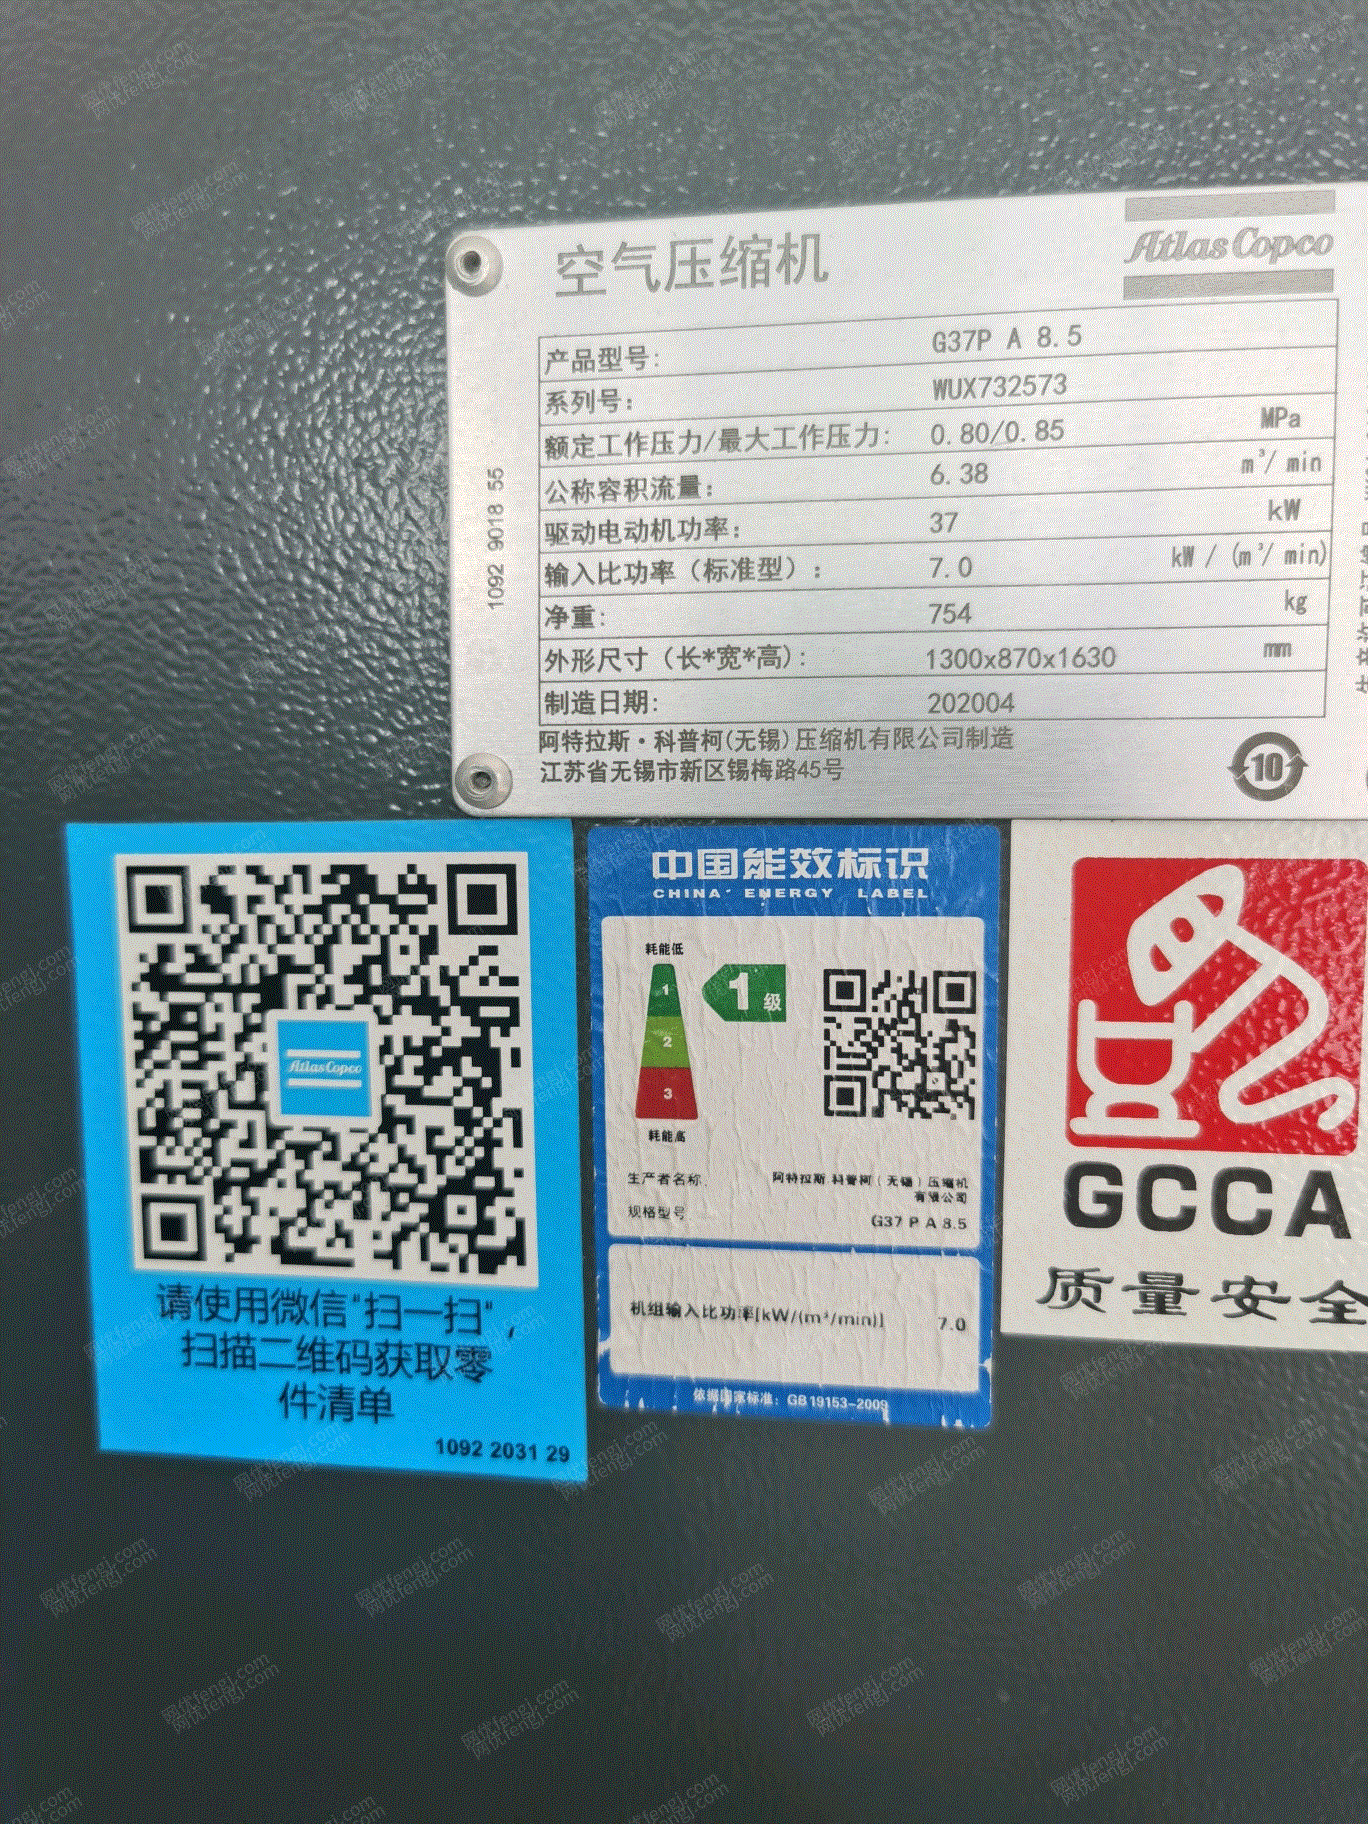 空气压缩机
Atlas Copco
产品型号: G37P A 8.5
系列号: WUX732573
额定工作压力/最大工作压力: 0.80/0.85 MPa
公称容积流量: 6.38 m³/min
驱动电动机功率: 37 kW
输入比功率（标准型）: 7.0 kW / (m³/ min)
净重: 754 kg
外形尺寸（长*宽*高）: 1300x870x1630 mm
制造日期: 202004
阿特拉斯·科普柯(无锡)压缩机有限公司制造
江苏省无锡市新区锡梅路45号
10
1092 9018 55
Atlas Copco
请使用微信"扫一扫",
扫描二维码获取零
件清单
1092 2031 29
中国能效标识
CHINA ENERGY LABEL
耗能低
1
2
3
耗能高
1级
生产者名称
阿特拉斯.科普柯（无锡）压缩机
有限公司
规格型号
G37 P A 8.5
机组输入比功率[kW/(m³/min)] 7.0
依据国家标准: GB 19153-2009
GCCA
质量安全
网优fengj.com